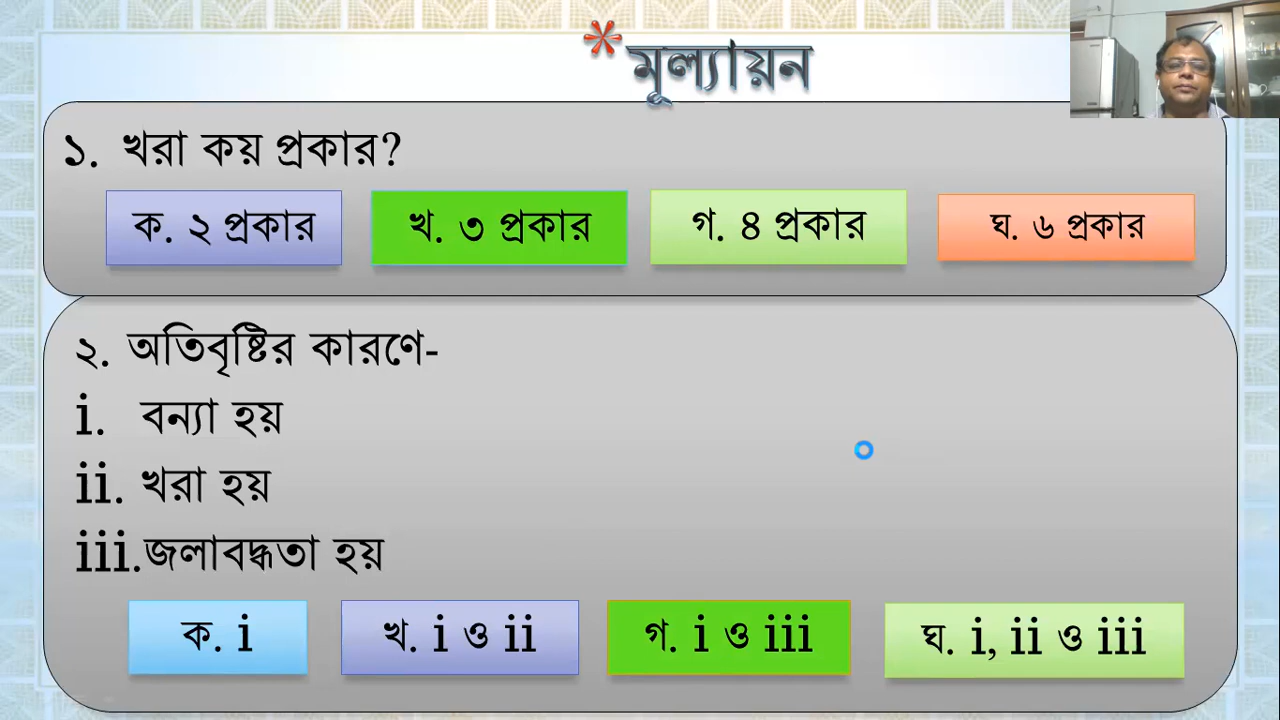 * মূল্যায়ন
১. খরা কয় প্রকার?
ক. ২ প্রকার খ. ৩ প্রকার গ. ৪ প্রকার ঘ. ৬ প্রকার
২. অতিবৃষ্টির কারণে-
i. বন্যা হয়
ii. খরা হয়
iii.জলাবদ্ধতা হয়
ক. i খ. i ও ii গ. i ও iii ঘ. i, ii ও iii